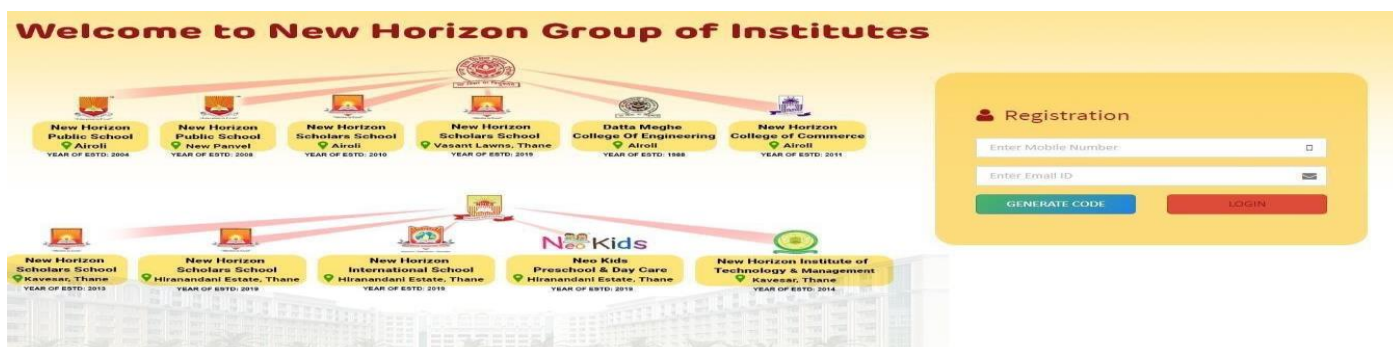 Welcome to New Horizon Group of Institutes
New Horizon
Public School
Airoli
YEAR OF ESTD: 2004
New Horizon
Public School
New Panvel
YEAR OF ESTD: 2008
New Horizon
Scholars School
Airoli
YEAR OF ESTD: 2010
New Horizon
Scholars School
Vasant Lawns, Thane
YEAR OF ESTD: 2019
Datta Meghe
College Of Engineering
Airoli
YEAR OF ESTD: 1988
New Horizon
College of Commerce
Airoli
YEAR OF ESTD: 2011
New Horizon
Scholars School
Kavesar, Thane
YEAR OF ESTD: 2013
New Horizon
Scholars School
Hiranandani Estate, Thane
YEAR OF ESTD: 2019
New Horizon
International School
Hiranandani Estate, Thane
YEAR OF ESTD: 2019
Neo Kids
Neo Kids
Preschool & Day Care
Hiranandani Estate, Thane
YEAR OF ESTD: 2019
New Horizon Institute of
Technology & Management
Kavesar, Thane
YEAR OF ESTD: 2014
Registration
Enter Mobile Number
Enter Email ID
GENERATE CODE
LOGIN